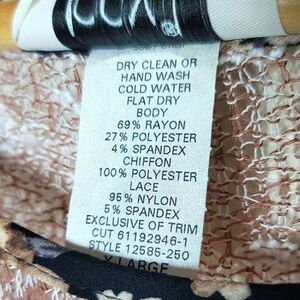 DRY CLEAN OR
HAND WASH
COLD WATER
FLAT DRY
BODY
69% RAYON
27% POLYESTER
4% SPANDEX
CHIFFON
100% POLYESTER
LACE
95% NYLON
5% SPANDEX
EXCLUSIVE OF TRIM
CUT 61192946-1
STYLE 12585-250
X-LARGE